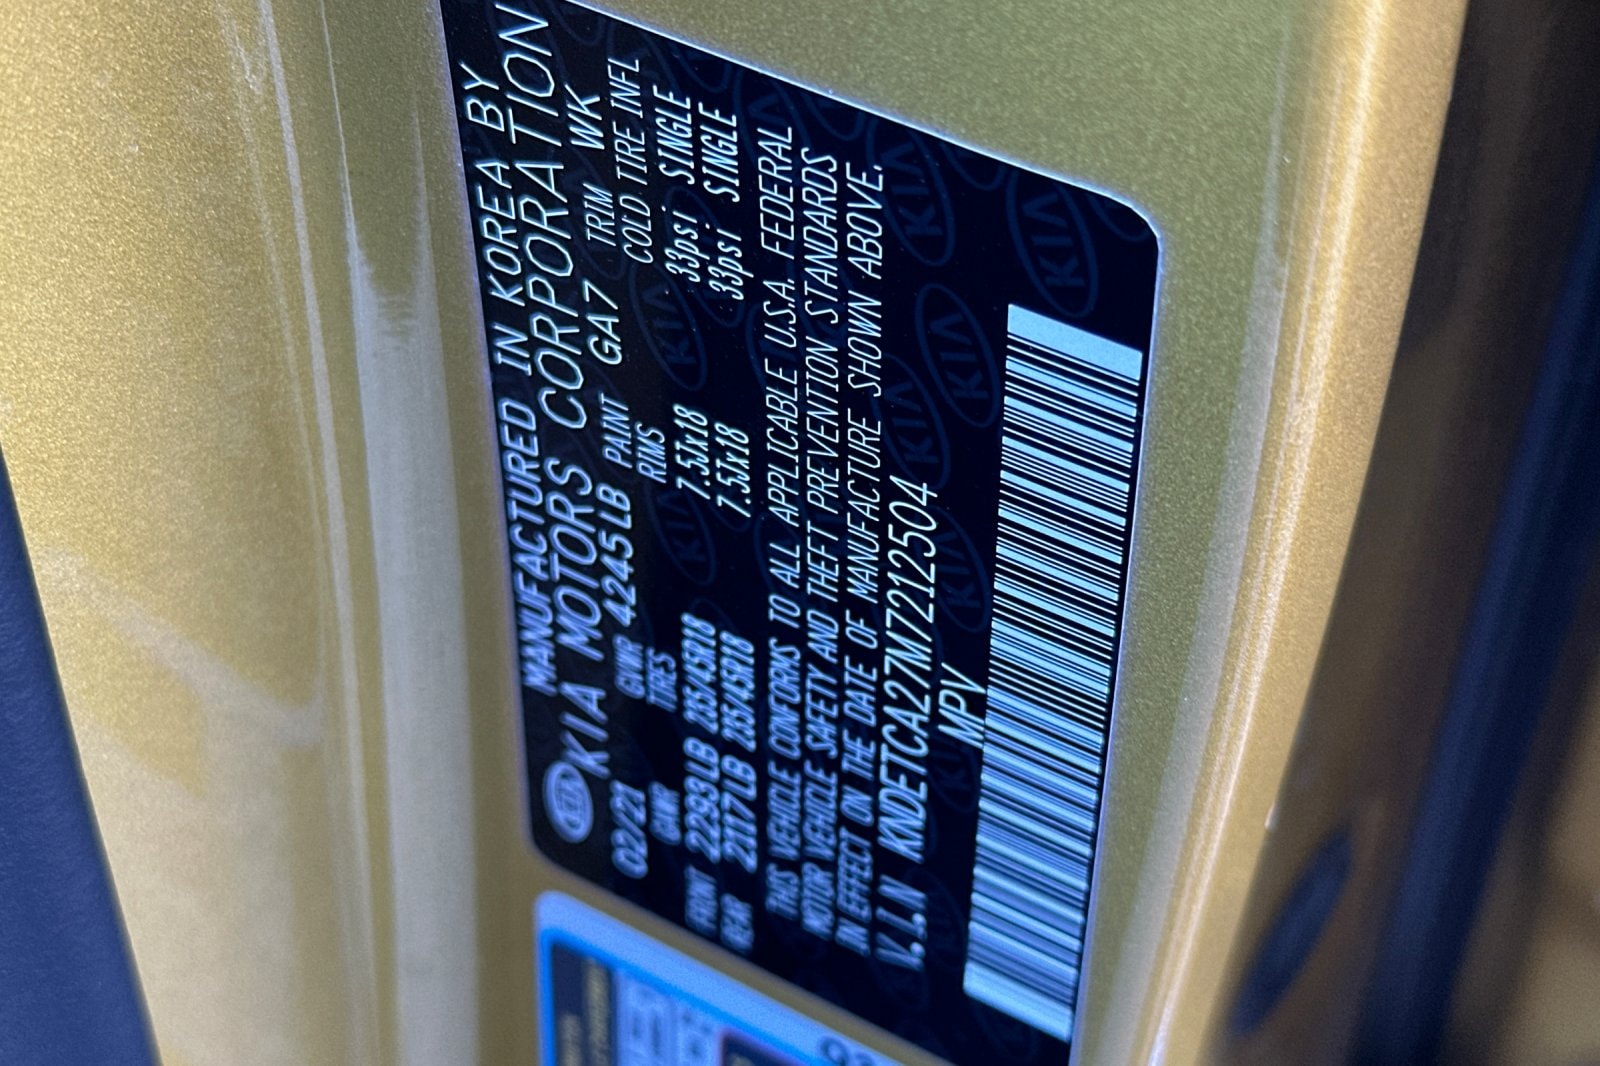 MANUFACTURED IN KOREA BY
KIA KIA MOTORS CORPORATION
02/21 GVWR 4245LB PAINT GA7 TRIM WK
GAWR TIRES RIMS COLD TIRE INFL
FRONT 2293LB 235/45R18 7.5Jx18 33psi SINGLE
REAR 2117LB 235/45R18 7.5Jx18 33psi SINGLE
THIS VEHICLE CONFORMS TO ALL APPLICABLE U.S.A. FEDERAL
MOTOR VEHICLE SAFETY AND THEFT PREVENTION STANDARDS
IN EFFECT ON THE DATE OF MANUFACTURE SHOWN ABOVE.
V.I.N KNDETCA27M7212504
MPV